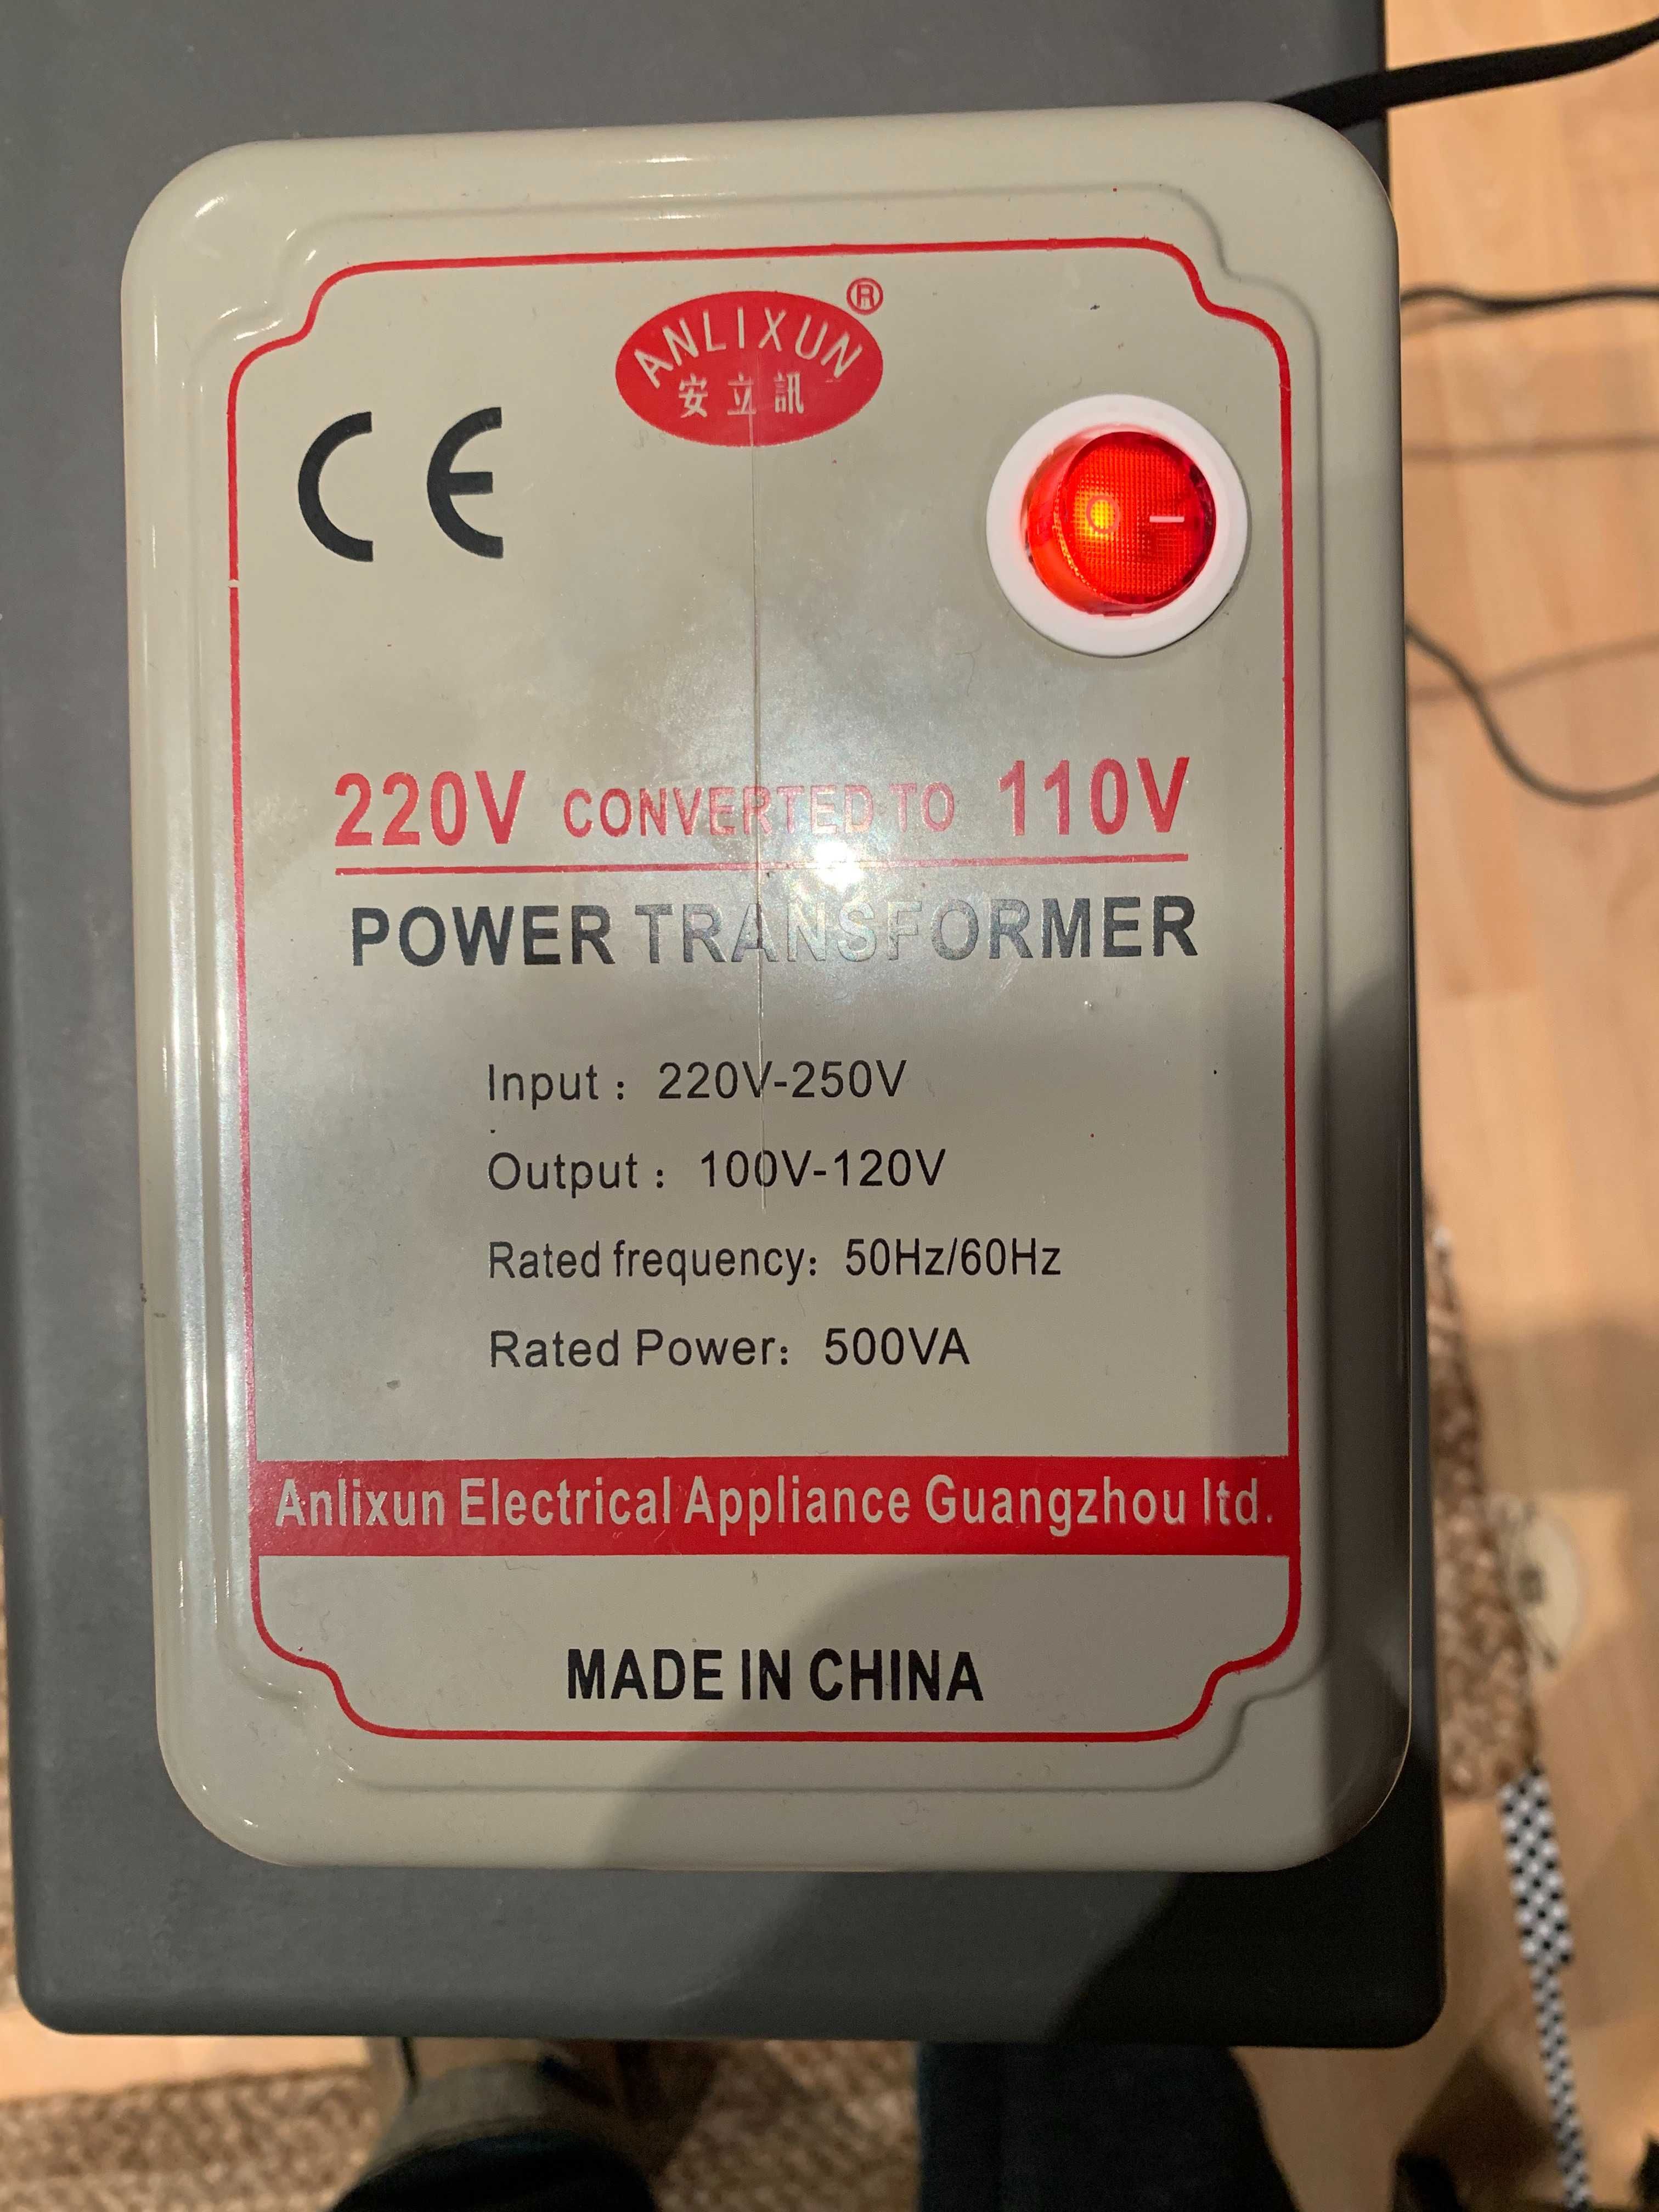 ANLIXUN ®
安立訊
CE
O —
220V CONVERTED TO 110V
POWER TRANSFORMER
Input： 220V-250V
Output： 100V-120V
Rated frequency： 50Hz/60Hz
Rated Power： 500VA
Anlixun Electrical Appliance Guangzhou ltd.
MADE IN CHINA